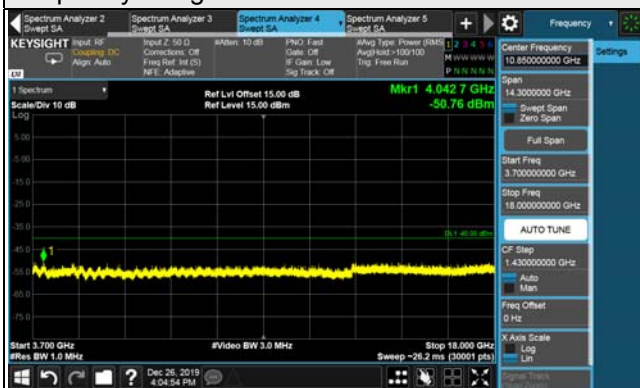 Spectrum Analyzer 2
Swept SA
Spectrum Analyzer 3
Swept SA
Spectrum Analyzer 4
Swept SA
Spectrum Analyzer 5
Swept SA
Frequency
KEYSIGHT
Input: RF
Coupling: DC
Align: Auto
Input Z: 50 Ω
Corrections: Off
Freq Ref: Int (S)
NFE: Adaptive
#Atten: 10 dB
PNO: Fast
Gate: Off
IF Gain: Low
Sig Track: Off
#Avg Type: Power (RMS
Avg|Hold:>100/100
Trig: Free Run
1 2 3 4 5 6
M W W W W W
P N N N N N
LXI
1 Spectrum
Scale/Div 10 dB
Log
Ref Lvl Offset 15.00 dB
Ref Level 15.00 dBm
Mkr1 4.042 7 GHz
-50.76 dBm
5.00
-5.00
-15.0
-25.0
-35.0
-45.0
-55.0
-65.0
-75.0
1
DL1 -40.00 dBm
Start 3.700 GHz
#Res BW 1.0 MHz
#Video BW 3.0 MHz
Stop 18.000 GHz
Sweep ~26.2 ms (30001 pts)
Dec 26, 2019
4:04:54 PM
Settings
Center Frequency
10.850000000 GHz
Span
14.3000000 GHz
Swept Span
Zero Span
Full Span
Start Freq
3.700000000 GHz
Stop Freq
18.000000000 GHz
AUTO TUNE
CF Step
1.430000000 GHz
Auto
Man
Freq Offset
0 Hz
X Axis Scale
Log
Lin
Signal Track